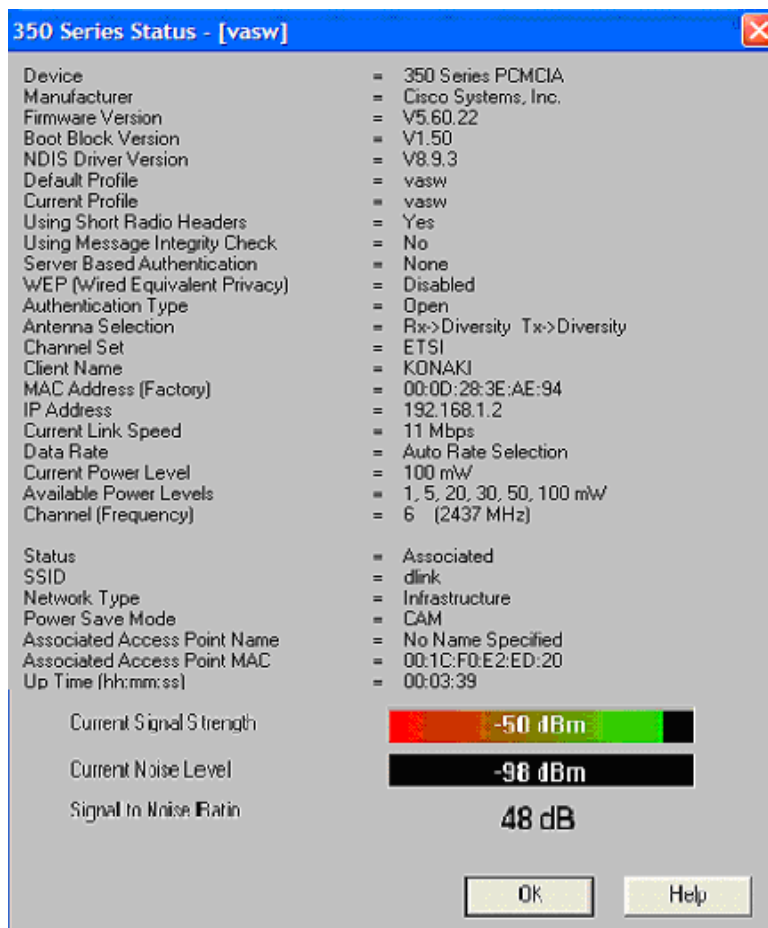 350 Series Status - [vasw]
Device = 350 Series PCMCIA
Manufacturer = Cisco Systems, Inc.
Firmware Version = V5.60.22
Boot Block Version = V1.50
NDIS Driver Version = V8.9.3
Default Profile = vasw
Current Profile = vasw
Using Short Radio Headers = Yes
Using Message Integrity Check = No
Server Based Authentication = None
WEP (Wired Equivalent Privacy) = Disabled
Authentication Type = Open
Antenna Selection = Rx->Diversity Tx->Diversity
Channel Set = ETSI
Client Name = KONAKI
MAC Address (Factory) = 00:0D:28:3E:AE:94
IP Address = 192.168.1.2
Current Link Speed = 11 Mbps
Data Rate = Auto Rate Selection
Current Power Level = 100 mW
Available Power Levels = 1, 5, 20, 30, 50, 100 mW
Channel (Frequency) = 6 (2437 MHz)
Status = Associated
SSID = dlink
Network Type = Infrastructure
Power Save Mode = CAM
Associated Access Point Name = No Name Specified
Associated Access Point MAC = 00:1C:F0:E2:ED:20
Up Time (hh:mm:ss) = 00:03:39
Current Signal Strength -50 dBm
Current Noise Level -98 dBm
Signal to Noise Ratio 48 dB
OK Help